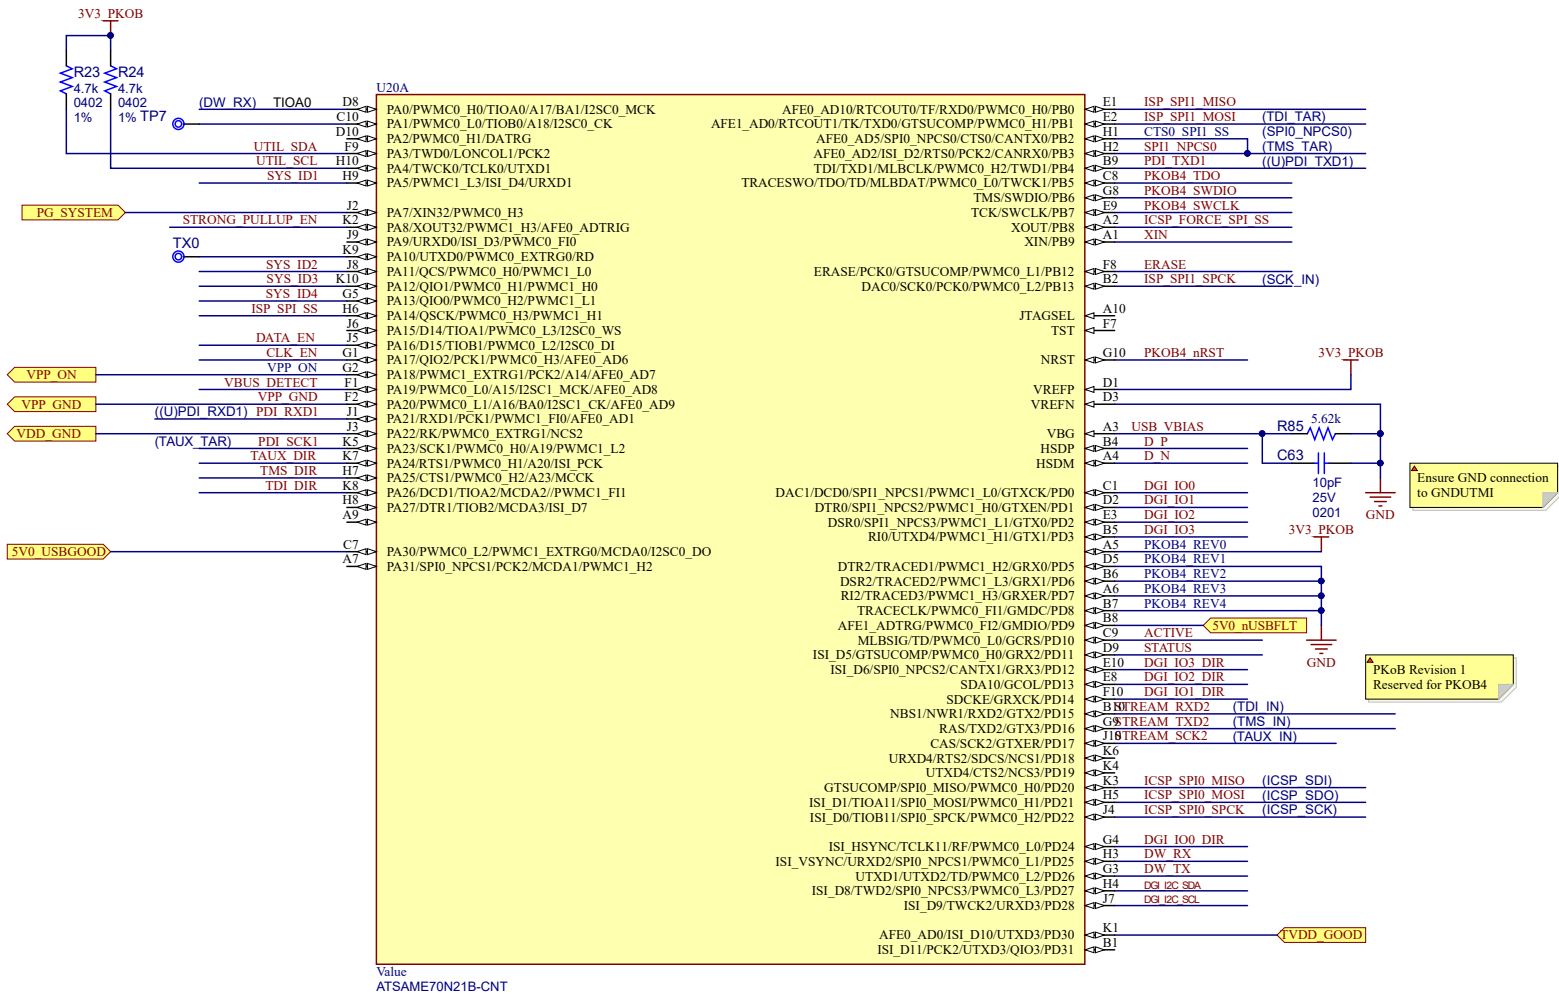 3V3_PKOB
R23
4.7k
0402
1%
R24
4.7k
0402
1%
TP7
U20A
(DW_RX) TIOA0 D8 PA0/PWMC0_H0/TIOA0/A17/BA1/I2SC0_MCK
C10 PA1/PWMC0_L0/TIOB0/A18/I2SC0_CK
D10 PA2/PWMC0_H1/DATRG
UTIL_SDA F9 PA3/TWD0/LONCOL1/PCK2
UTIL_SCL H10 PA4/TWCK0/TCLK0/UTXD1
SYS_ID1 H9 PA5/PWMC1_L3/ISI_D4/URXD1
PG_SYSTEM J2 PA7/XIN32/PWMC0_H3
STRONG_PULLUP_EN K2 PA8/XOUT32/PWMC1_H3/AFE0_ADTRIG
J9 PA9/URXD0/ISI_D3/PWMC0_FI0
TX0 K9 PA10/UTXD0/PWMC0_EXTRG0/RD
SYS_ID2 J8 PA11/QCS/PWMC0_H0/PWMC1_L0
SYS_ID3 K10 PA12/QIO1/PWMC0_H1/PWMC1_H0
SYS_ID4 G5 PA13/QIO0/PWMC0_H2/PWMC1_L1
ISP_SPI_SS H6 PA14/QSCK/PWMC0_H3/PWMC1_H1
J6 PA15/D14/TIOA1/PWMC0_L3/I2SC0_WS
DATA_EN J5 PA16/D15/TIOB1/PWMC0_L2/I2SC0_DI
CLK_EN G1 PA17/QIO2/PCK1/PWMC0_H3/AFE0_AD6
VPP_ON VPP_ON G2 PA18/PWMC1_EXTRG1/PCK2/A14/AFE0_AD7
VBUS_DETECT F1 PA19/PWMC0_L0/A15/I2SC1_MCK/AFE0_AD8
VPP_GND VPP_GND F2 PA20/PWMC0_L1/A16/BA0/I2SC1_CK/AFE0_AD9
((U)PDI_RXD1) PDI_RXD1 J1 PA21/RXD1/PCK1/PWMC1_FI0/AFE0_AD1
VDD_GND J3 PA22/RK/PWMC0_EXTRG1/NCS2
(TAUX_TAR) PDI_SCK1 K5 PA23/SCK1/PWMC0_H0/A19/PWMC1_L2
TAUX_DIR K7 PA24/RTS1/PWMC0_H1/A20/ISI_PCK
TMS_DIR H7 PA25/CTS1/PWMC0_H2/A23/MCCK
TDI_DIR K8 PA26/DCD1/TIOA2/MCDA2//PWMC1_FI1
H8 PA27/DTR1/TIOB2/MCDA3/ISI_D7
A9
5V0_USBGOOD C7 PA30/PWMC0_L2/PWMC1_EXTRG0/MCDA0/I2SC0_DO
A7 PA31/SPI0_NPCS1/PCK2/MCDA1/PWMC1_H2
AFE0_AD10/RTCOUT0/TF/RXD0/PWMC0_H0/PB0 E1 ISP_SPI1_MISO
AFE1_AD0/RTCOUT1/TK/TXD0/GTSUCOMP/PWMC0_H1/PB1 E2 ISP_SPI1_MOSI (TDI_TAR)
AFE0_AD5/SPI0_NPCS0/CTS0/CANTX0/PB2 H1 CTS0_SPI1_SS (SPI0_NPCS0)
AFE0_AD2/ISI_D2/RTS0/PCK2/CANRX0/PB3 H2 SPI1_NPCS0 (TMS_TAR)
TDI/TXD1/MLBCLK/PWMC0_H2/TWD1/PB4 B9 PDI_TXD1 ((U)PDI_TXD1)
TRACESWO/TDO/TD/MLBDAT/PWMC0_L0/TWCK1/PB5 C8 PKOB4_TDO
TMS/SWDIO/PB6 G8 PKOB4_SWDIO
TCK/SWCLK/PB7 E9 PKOB4_SWCLK
XOUT/PB8 A2 ICSP_FORCE_SPI_SS
XIN/PB9 A1 XIN
ERASE/PCK0/GTSUCOMP/PWMC0_L1/PB12 F8 ERASE
DAC0/SCK0/PCK0/PWMC0_L2/PB13 B2 ISP_SPI1_SPCK (SCK_IN)
JTAGSEL A10
TST F7
NRST G10 PKOB4_nRST
3V3_PKOB
VREFP D1
VREFN D3
VBG A3 USB_VBIAS
R85 5.62k
HSDP B4 D_P
HSDM A4 D_N
C63
10pF
25V
0201
GND
Ensure GND connection
to GNDUTMI
DAC1/DCD0/SPI1_NPCS1/PWMC1_L0/GTXCK/PD0 C1 DGI_IO0
DTR0/SPI1_NPCS2/PWMC1_H0/GTXEN/PD1 D2 DGI_IO1
DSR0/SPI1_NPCS3/PWMC1_L1/GTX0/PD2 E3 DGI_IO2
RI0/UTXD4/PWMC1_H1/GTX1/PD3 B5 DGI_IO3
3V3_PKOB
A5 PKOB4_REV0
DTR2/TRACED1/PWMC1_H2/GRX0/PD5 D5 PKOB4_REV1
DSR2/TRACED2/PWMC1_L3/GRX1/PD6 B6 PKOB4_REV2
RI2/TRACED3/PWMC1_H3/GRXER/PD7 A6 PKOB4_REV3
TRACECLK/PWMC0_FI1/GMDC/PD8 B7 PKOB4_REV4
AFE1_ADTRG/PWMC0_FI2/GMDIO/PD9 B8 5V0_nUSBFLT
MLBSIG/TD/PWMC0_L0/GCRS/PD10 C9 ACTIVE
ISI_D5/GTSUCOMP/PWMC0_H0/GRX2/PD11 D9 STATUS
GND
ISI_D6/SPI0_NPCS2/CANTX1/GRX3/PD12 E10 DGI_IO3_DIR
SDA10/GCOL/PD13 E8 DGI_IO2_DIR
SDCKE/GRXCK/PD14 F10 DGI_IO1_DIR
PKoB Revision 1
Reserved for PKOB4
NBS1/NWR1/RXD2/GTX2/PD15 B10 STREAM_RXD2 (TDI_IN)
RAS/TXD2/GTX3/PD16 G9 STREAM_TXD2 (TMS_IN)
CAS/SCK2/GTXER/PD17 J10 STREAM_SCK2 (TAUX_IN)
URXD4/RTS2/SDCS/NCS1/PD18 K6
UTXD4/CTS2/NCS3/PD19 K4
GTSUCOMP/SPI0_MISO/PWMC0_H0/PD20 K3 ICSP_SPI0_MISO (ICSP_SDI)
ISI_D1/TIOA11/SPI0_MOSI/PWMC0_H1/PD21 H5 ICSP_SPI0_MOSI (ICSP_SDO)
ISI_D0/TIOB11/SPI0_SPCK/PWMC0_H2/PD22 J4 ICSP_SPI0_SPCK (ICSP_SCK)
ISI_HSYNC/TCLK11/RF/PWMC0_L0/PD24 G4 DGI_IO0_DIR
ISI_VSYNC/URXD2/SPI0_NPCS1/PWMC0_L1/PD25 H3 DW_RX
UTXD1/UTXD2/TD/PWMC0_L2/PD26 G3 DW_TX
ISI_D8/TWD2/SPI0_NPCS3/PWMC0_L3/PD27 H4 DGI_I2C_SDA
ISI_D9/TWCK2/URXD3/PD28 J7 DGI_I2C_SCL
AFE0_AD0/ISI_D10/UTXD3/PD30 K1 TVDD_GOOD
ISI_D11/PCK2/UTXD3/QIO3/PD31 B1
Value
ATSAME70N21B-CNT